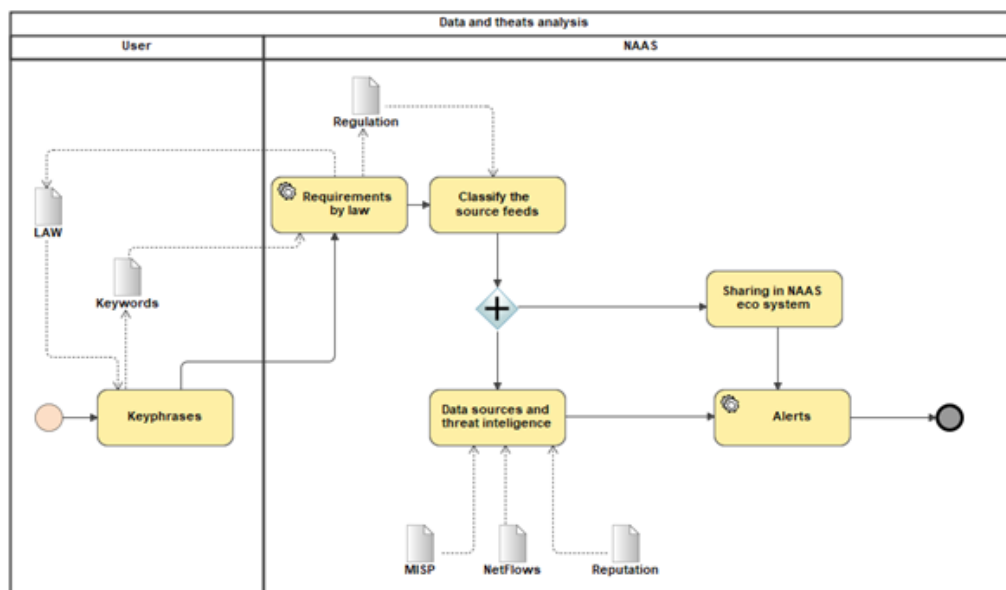 Data and theats analysis
User
NAAS
Regulation
Requirements
by law
Classify the
source feeds
LAW
Keywords
Sharing in NAAS
eco system
Keyphrases
Data sources and
threat inteligence
Alerts
MISP
NetFlows
Reputation